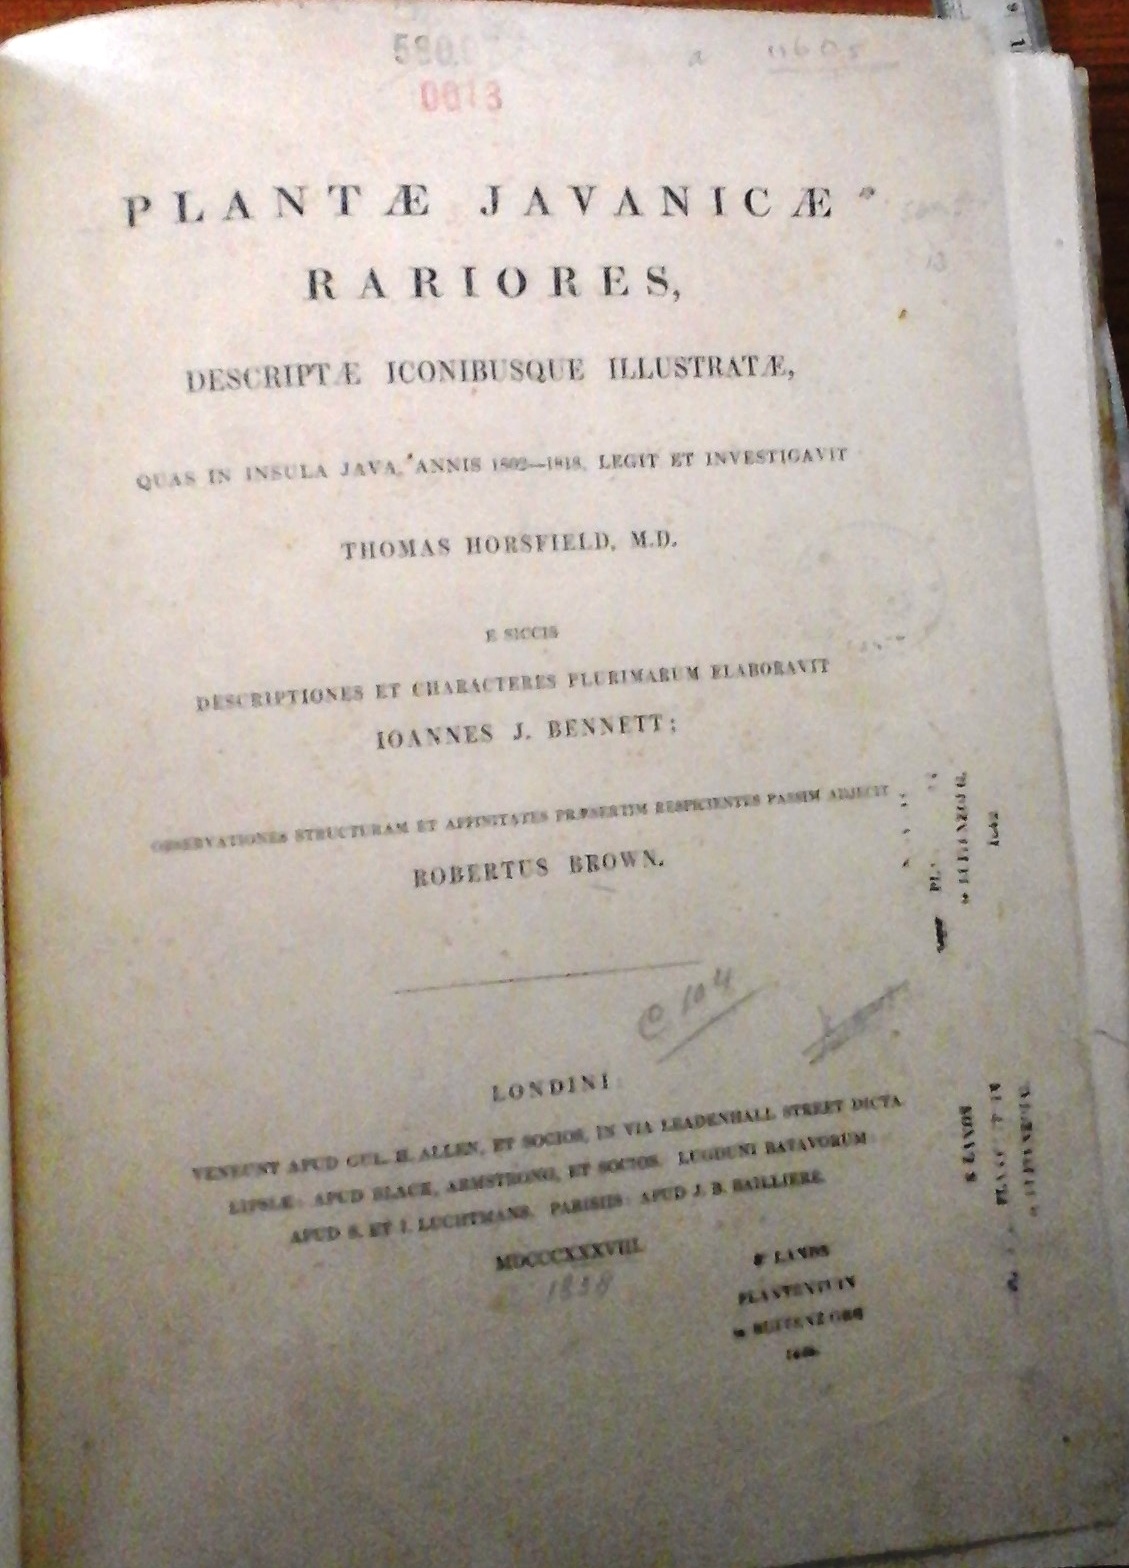 0013
PLANTÆ JAVANICÆ
RARIORES,
DESCRIPTÆ ICONIBUSQUE ILLUSTRATÆ,
QUAS IN INSULA JAVA, ANNIS 1802—1818, LEGIT ET INVESTIGAVIT
THOMAS HORSFIELD, M.D.
E SICCIS
DESCRIPTIONES ET CHARACTERES PLURIMARUM ELABORAVIT
IOANNES J. BENNETT;
OBSERVATIONES STRUCTURAM ET AFFINITATES PRÆSERTIM RESPICIENTES PASSIM ADJECIT
ROBERTUS BROWN.
104
LONDINI
VENEUNT APUD GUL. H. ALLEN, ET SOCIOS, IN VIA LEADENHALL STREET DICTA
LIPSIÆ: APUD BLACK, ARMSTRONG, ET SOCIOS. LUGDUNI BATAVORUM
APUD S. ET I. LUCHTMANS. PARISIIS: APUD J. B. BAILLIERE.
MDCCCXXXVIII.
1838
'S LANDS
PLANTENTUIN
BUITENZORG